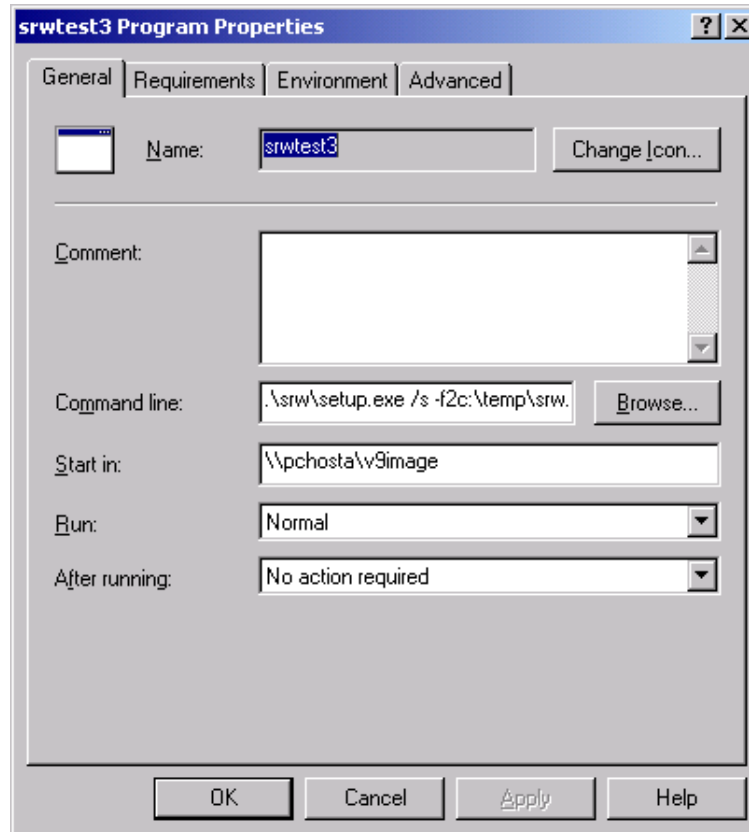 srwtest3 Program Properties
General Requirements Environment Advanced
Name: srwtest3 Change Icon...
Comment:
Command line: .\srw\setup.exe /s -f2c:\temp\srw. Browse...
Start in: \\pchosta\v9image
Run: Normal
After running: No action required
OK Cancel Apply Help